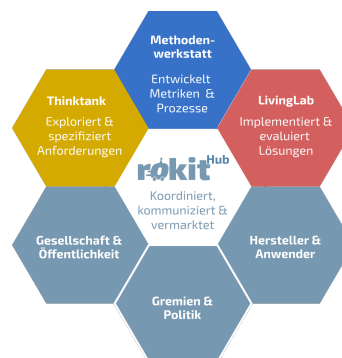 Methoden-
werkstatt
Entwickelt
Metriken &
Prozesse
Thinktank
Exploriert &
spezifiziert
Anforderungen
LivingLab
Implementiert &
evaluiert
Lösungen
rokit Hub
Koordiniert,
kommuniziert &
vermarktet
Gesellschaft &
Öffentlichkeit
Hersteller &
Anwender
Gremien &
Politik